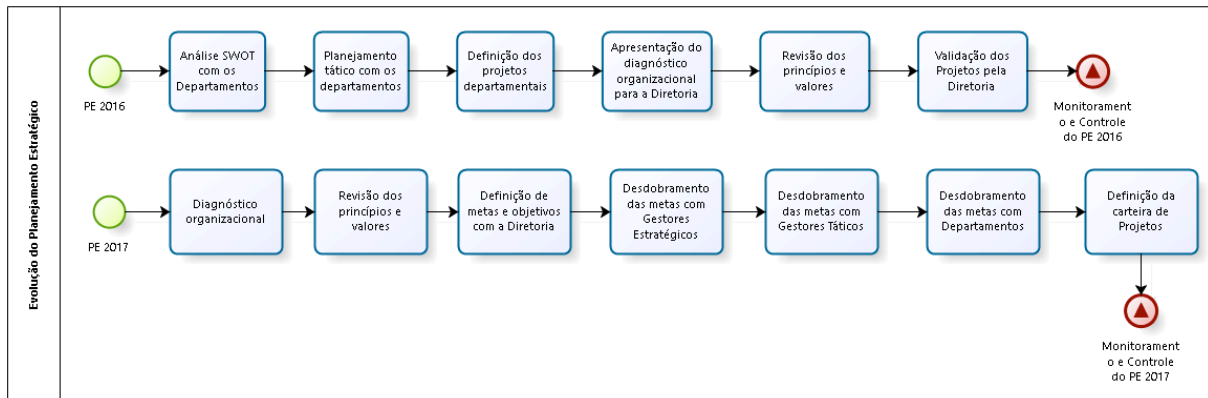 Evolução do Planejamento Estratégico
PE 2016
Análise SWOT
com os
Departamentos
Planejamento
tático com os
departamentos
Definição dos
projetos
departamentais
Apresentação do
diagnóstico
organizacional
para a Diretoria
Revisão dos
princípios e
valores
Validação dos
Projetos pela
Diretoria
Monitorament
o e Controle
do PE 2016
PE 2017
Diagnóstico
organizacional
Revisão dos
princípios e
valores
Definição de
metas e objetivos
com a Diretoria
Desdobramento
das metas com
Gestores
Estratégicos
Desdobramento
das metas com
Gestores Táticos
Desdobramento
das metas com
Departamentos
Definição da
carteira de
Projetos
Monitorament
o e Controle
do PE 2017